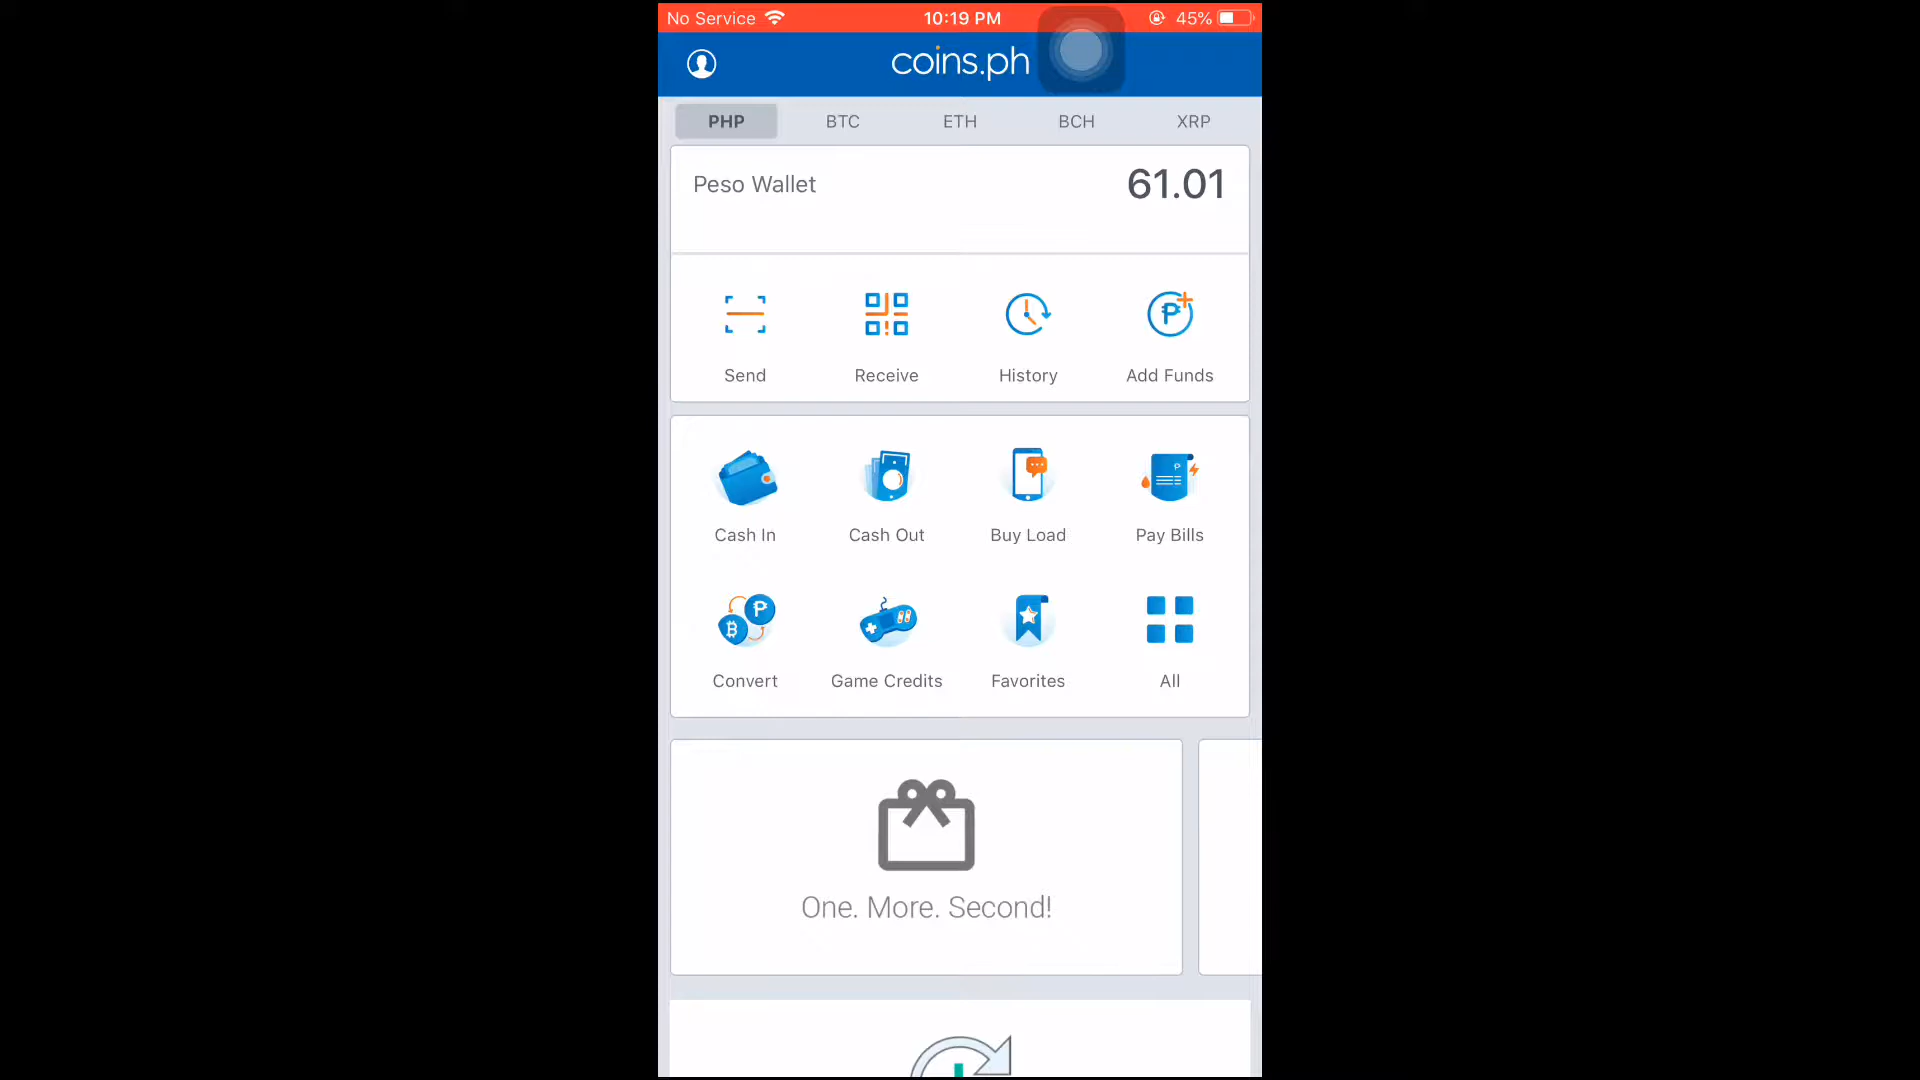 No Service 10:19 PM 45%
coins.ph
PHP BTC ETH BCH XRP
Peso Wallet 61.01
Send Receive History Add Funds
Cash In Cash Out Buy Load Pay Bills
Convert Game Credits Favorites All
One. More. Second!